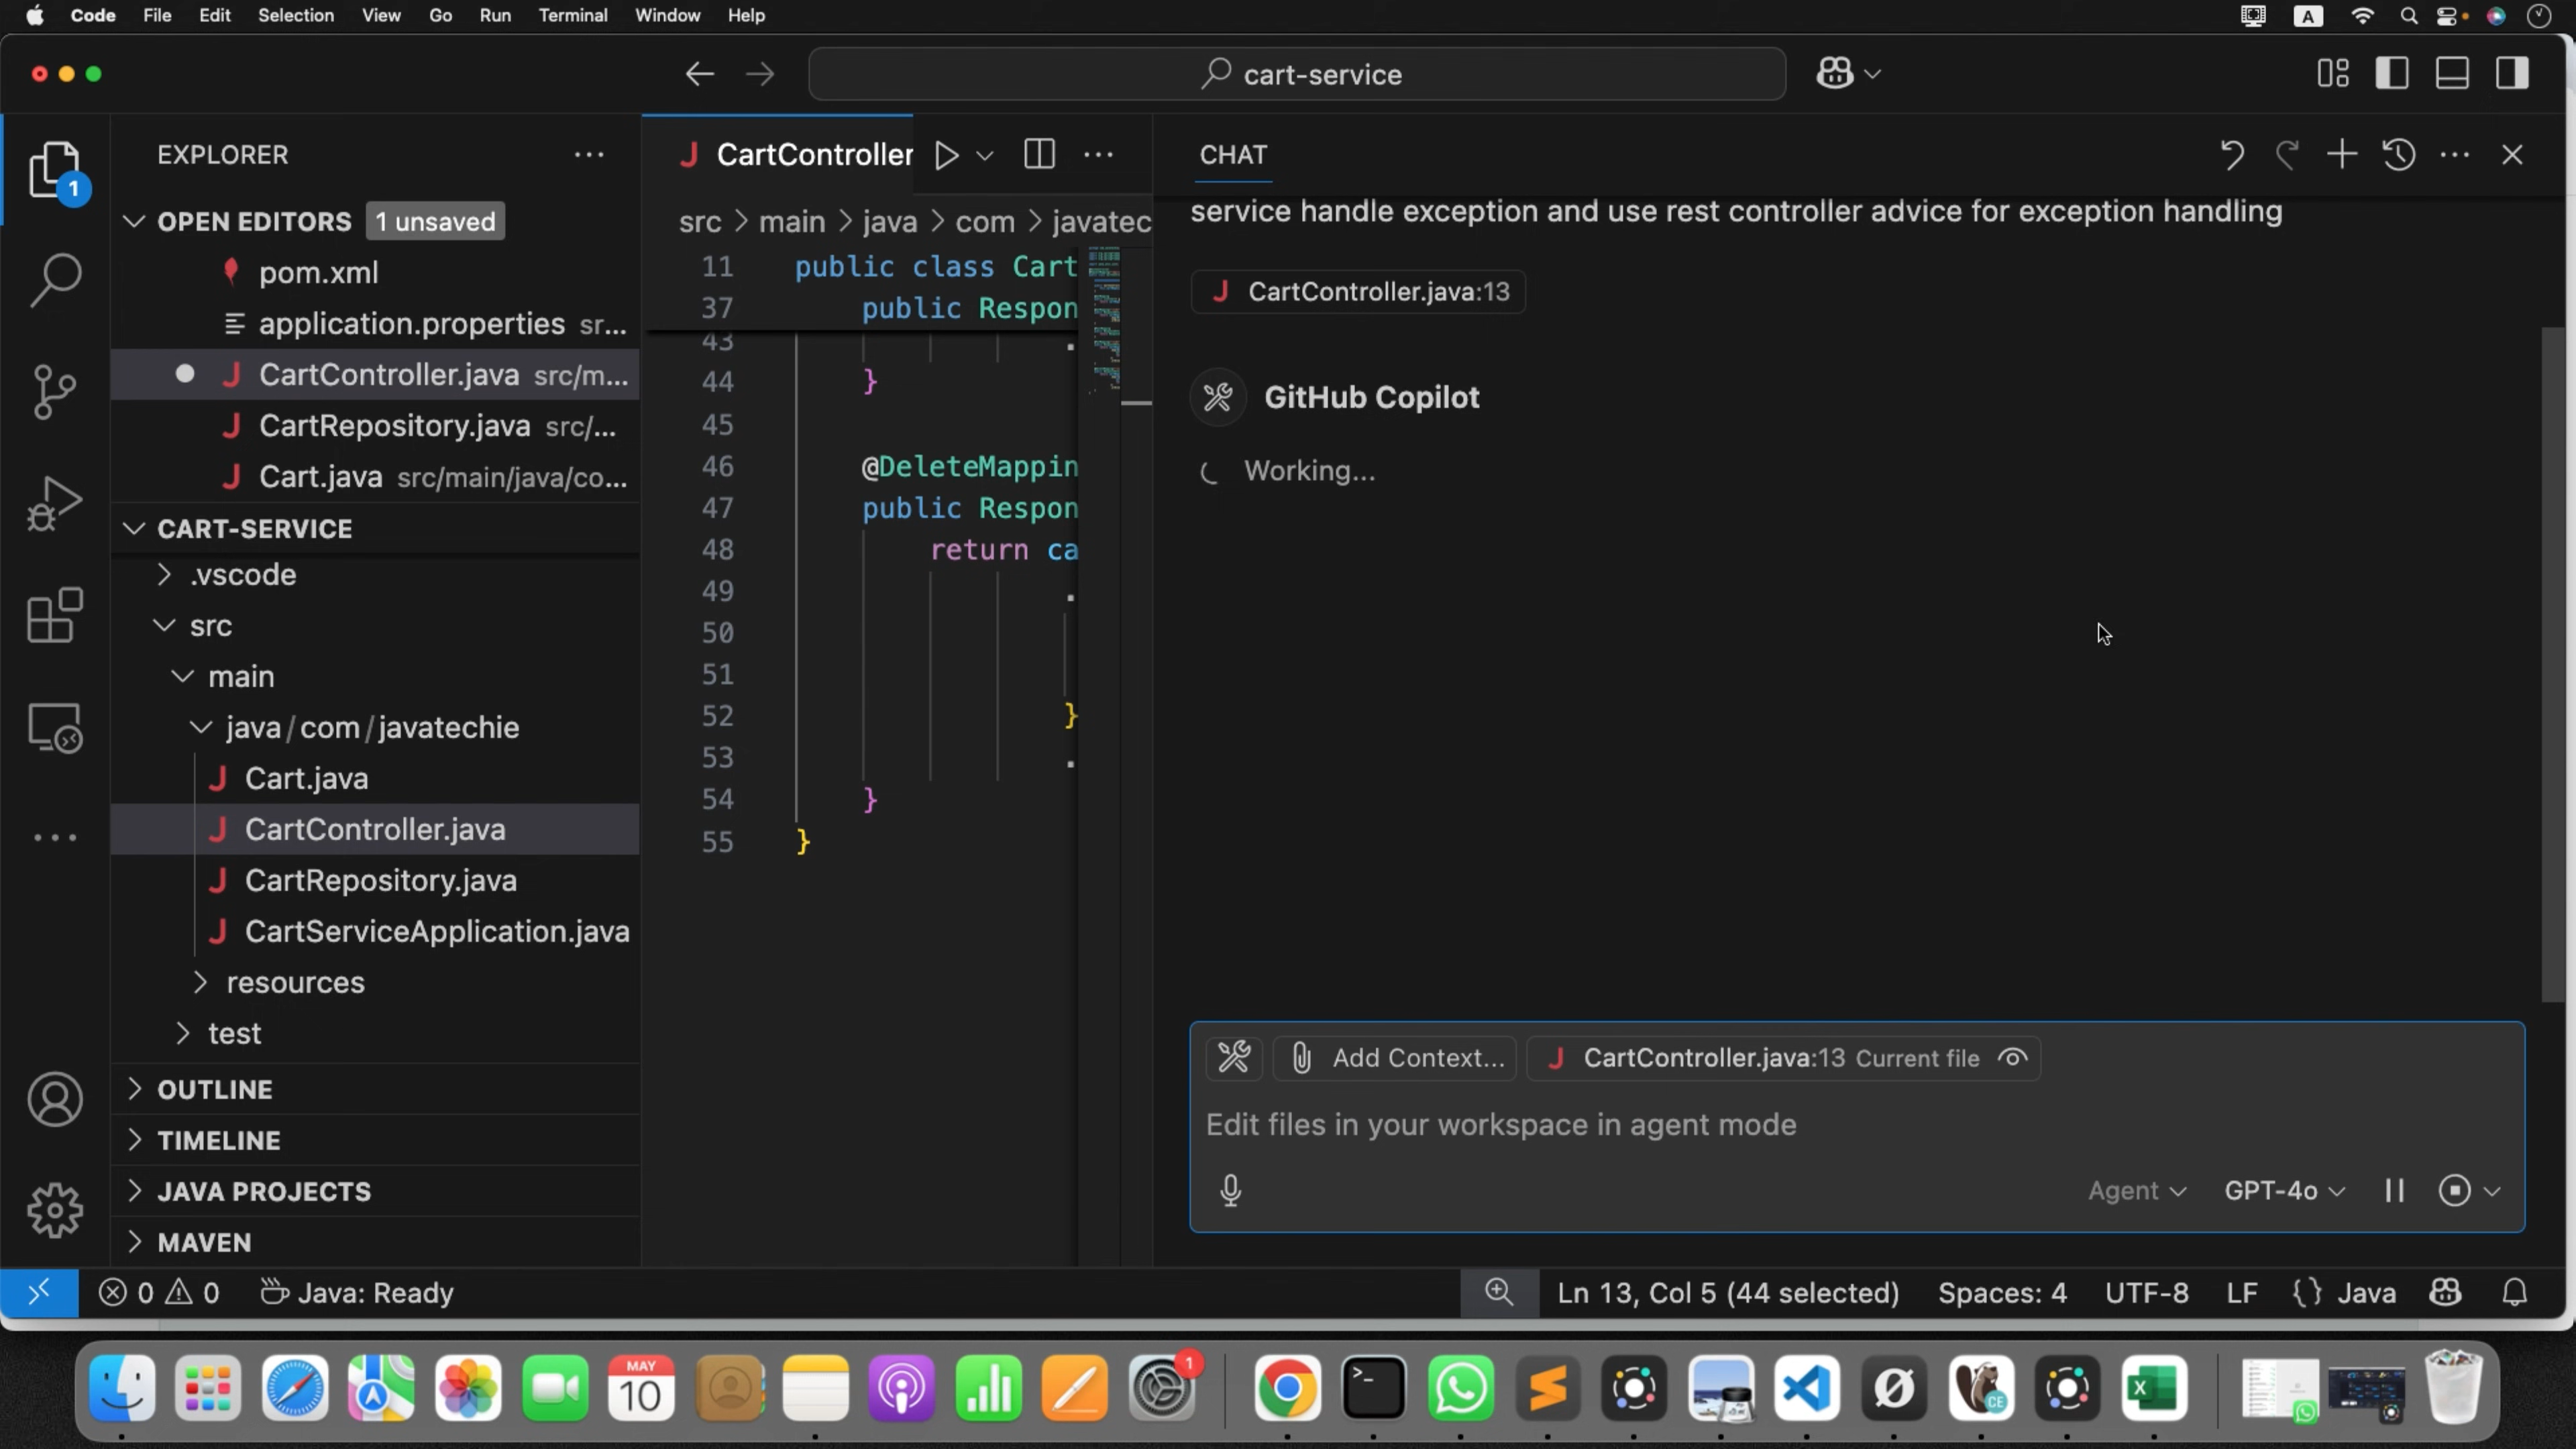 Code File Edit Selection View Go Run Terminal Window Help A
cart-service
EXPLORER
1
OPEN EDITORS 1 unsaved
pom.xml
application.properties sr...
CartController.java src/m...
CartRepository.java src/...
Cart.java src/main/java/co...
CART-SERVICE
.vscode
src
main
java/com/javatechie
Cart.java
CartController.java
CartRepository.java
CartServiceApplication.java
resources
test
OUTLINE
TIMELINE
JAVA PROJECTS
MAVEN
CartController
src > main > java > com > javatec
11 public class Cart
37 public Respon
43 .
44 }
45
46 @DeleteMappin
47 public Respon
48 return ca
49 .
50
51
52 }
53 .
54 }
55 }
CHAT
service handle exception and use rest controller advice for exception handling
CartController.java:13
GitHub Copilot
Working...
Add Context... CartController.java:13 Current file
Edit files in your workspace in agent mode
Agent GPT-4o
0 0 Java: Ready
Ln 13, Col 5 (44 selected) Spaces: 4 UTF-8 LF {} Java
MAY
10
1
CE